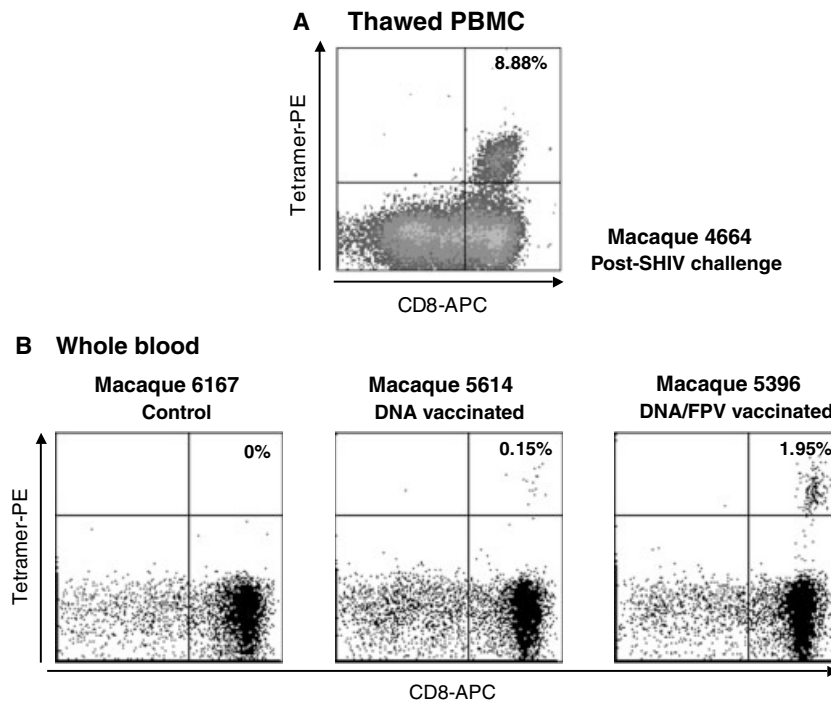 A Thawed PBMC
8.88%
Tetramer-PE
CD8-APC
Macaque 4664
Post-SHIV challenge
B Whole blood
Macaque 6167
Control
0%
Macaque 5614
DNA vaccinated
0.15%
Macaque 5396
DNA/FPV vaccinated
1.95%
Tetramer-PE
CD8-APC